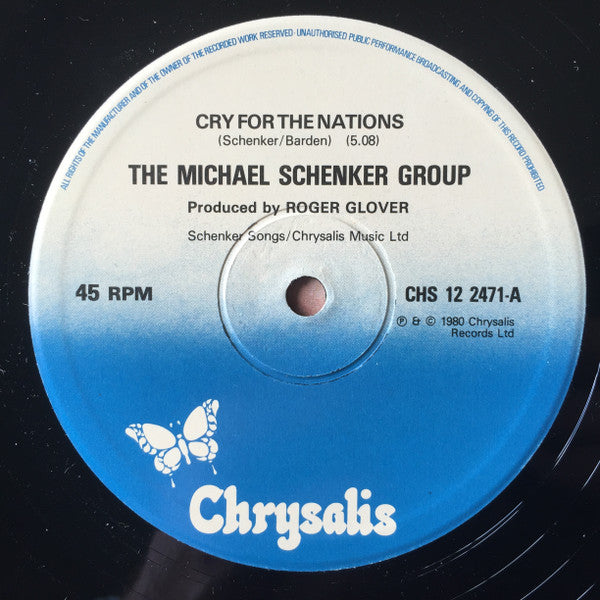 ALL RIGHTS OF THE MANUFACTURER AND OF THE OWNER OF THE RECORDED WORK RESERVED · UNAUTHORISED PUBLIC PERFORMANCE BROADCASTING AND COPYING OF THIS RECORD PROHIBITED
CRY FOR THE NATIONS
(Schenker/Barden) (5.08)
THE MICHAEL SCHENKER GROUP
Produced by ROGER GLOVER
Schenker Songs/Chrysalis Music Ltd
45 RPM
CHS 12 2471-A
℗ & © 1980 Chrysalis
Records Ltd
Chrysalis